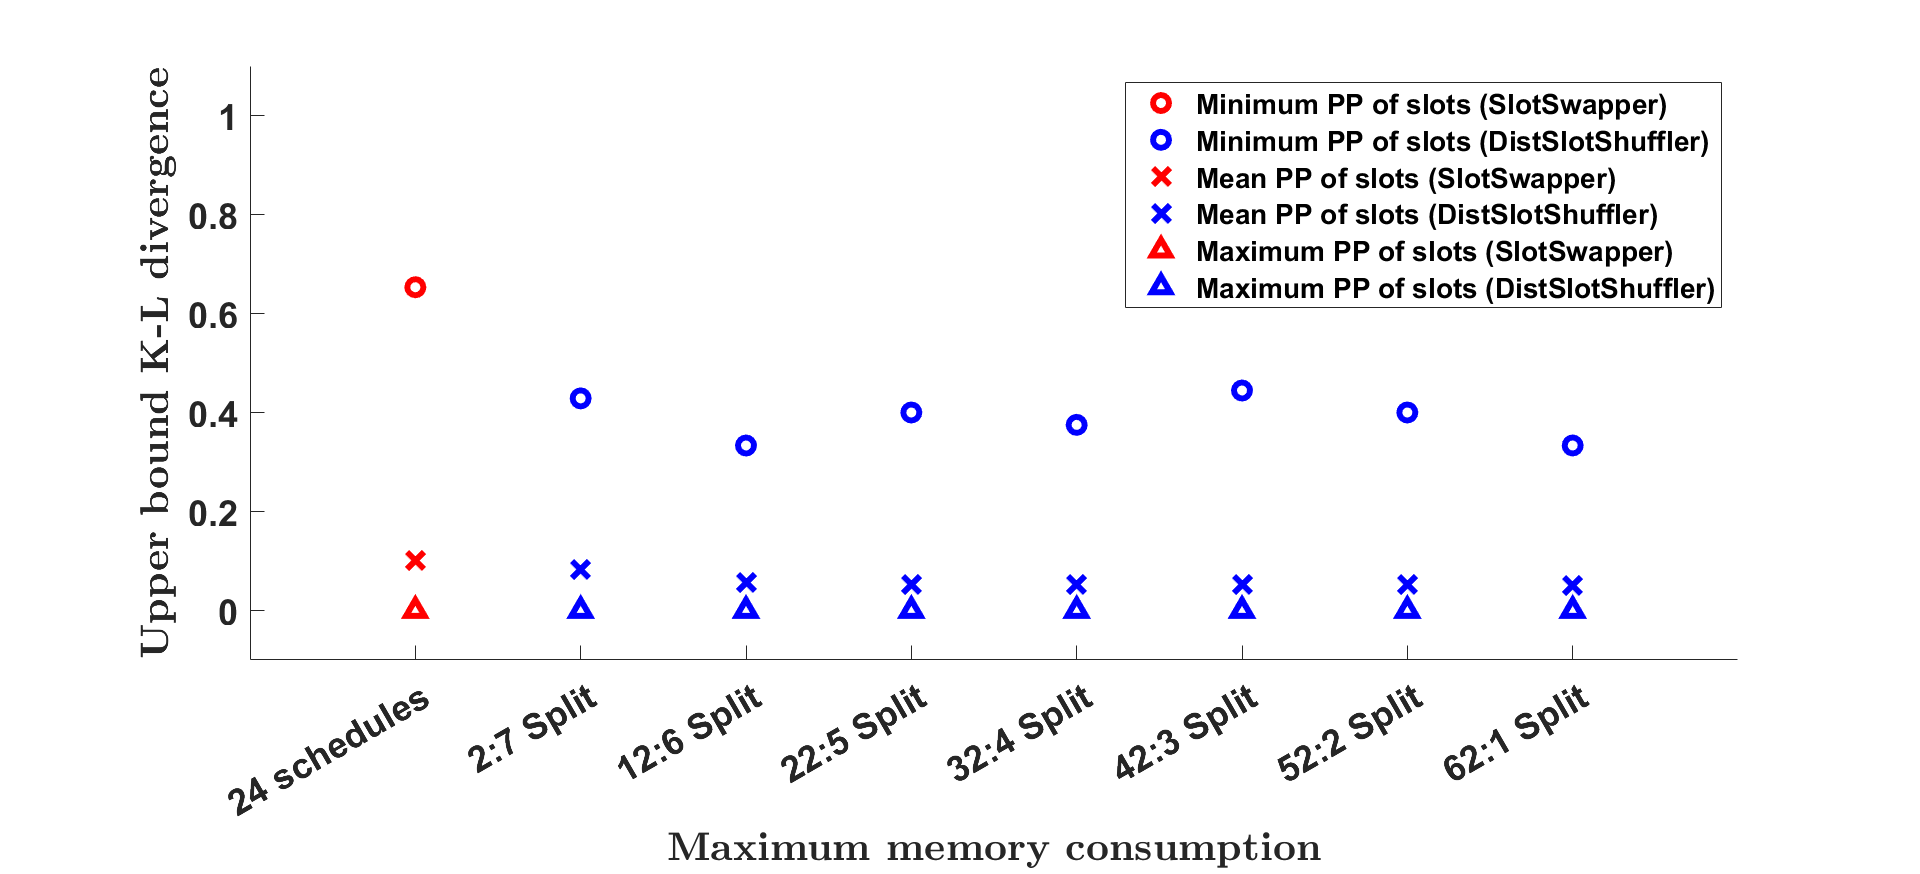 Upper bound K-L divergence
1
0.8
0.6
0.4
0.2
0
Minimum PP of slots (SlotSwapper)
Minimum PP of slots (DistSlotShuffler)
Mean PP of slots (SlotSwapper)
Mean PP of slots (DistSlotShuffler)
Maximum PP of slots (SlotSwapper)
Maximum PP of slots (DistSlotShuffler)
24 schedules
2:7 Split
12:6 Split
22:5 Split
32:4 Split
42:3 Split
52:2 Split
62:1 Split
Maximum memory consumption